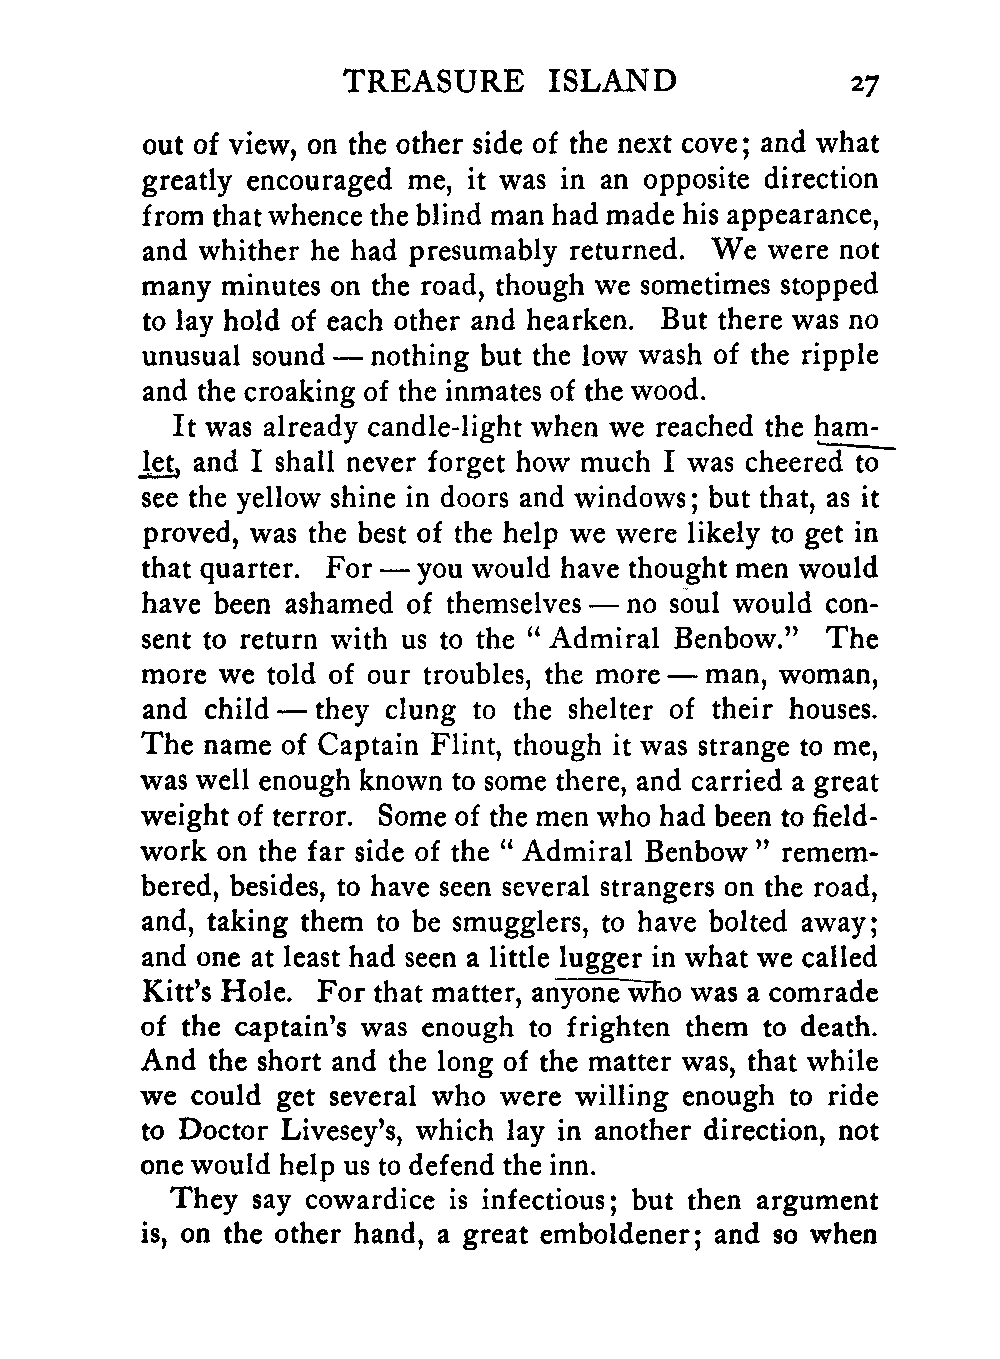 TREASURE ISLAND 27
out of view, on the other side of the next cove; and what
greatly encouraged me, it was in an opposite direction
from that whence the blind man had made his appearance,
and whither he had presumably returned. We were not
many minutes on the road, though we sometimes stopped
to lay hold of each other and hearken. But there was no
unusual sound — nothing but the low wash of the ripple
and the croaking of the inmates of the wood.
It was already candle-light when we reached the ham-
let, and I shall never forget how much I was cheered to
see the yellow shine in doors and windows; but that, as it
proved, was the best of the help we were likely to get in
that quarter. For — you would have thought men would
have been ashamed of themselves — no soul would con-
sent to return with us to the “ Admiral Benbow.” The
more we told of our troubles, the more — man, woman,
and child — they clung to the shelter of their houses.
The name of Captain Flint, though it was strange to me,
was well enough known to some there, and carried a great
weight of terror. Some of the men who had been to field-
work on the far side of the “ Admiral Benbow ” remem-
bered, besides, to have seen several strangers on the road,
and, taking them to be smugglers, to have bolted away;
and one at least had seen a little lugger in what we called
Kitt’s Hole. For that matter, anyone who was a comrade
of the captain’s was enough to frighten them to death.
And the short and the long of the matter was, that while
we could get several who were willing enough to ride
to Doctor Livesey’s, which lay in another direction, not
one would help us to defend the inn.
They say cowardice is infectious; but then argument
is, on the other hand, a great emboldener; and so when